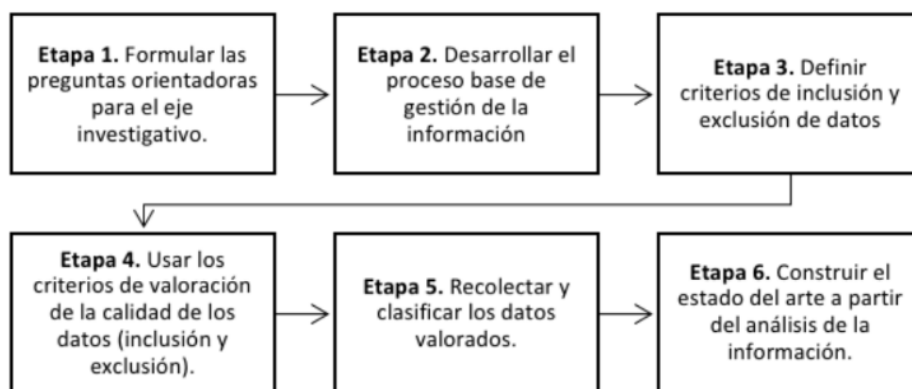 Etapa 1. Formular las
preguntas orientadoras
para el eje
investigativo.
Etapa 2. Desarrollar el
proceso base de
gestión de la
información
Etapa 3. Definir
criterios de inclusión y
exclusión de datos
Etapa 4. Usar los
criterios de valoración
de la calidad de los
datos (inclusión y
exclusión).
Etapa 5. Recolectar y
clasificar los datos
valorados.
Etapa 6. Construir el
estado del arte a partir
del análisis de la
información.